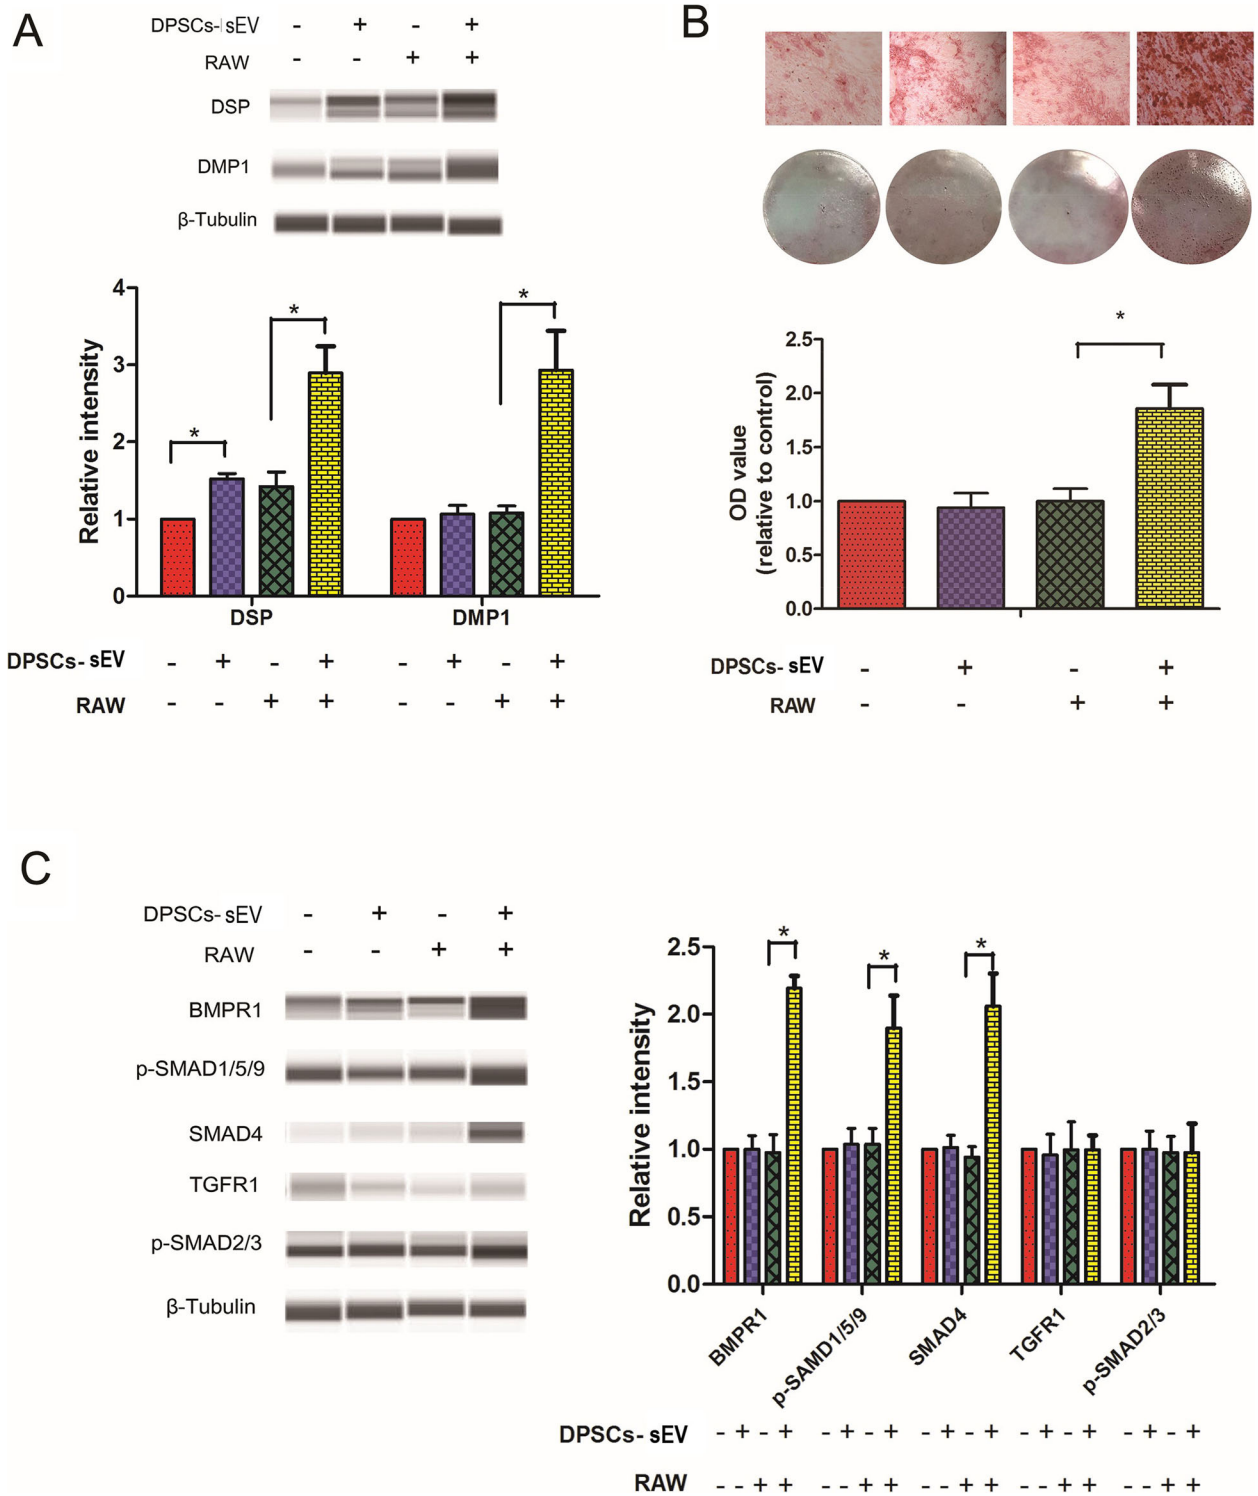 A
DPSCs-sEV - + - +
RAW - - + +
DSP
DMP1
β-Tubulin
4
3
2
1
0
Relative intensity
*
*
*
DSP DMP1
DPSCs-sEV - + - + - + - +
RAW - - + + - - + +
B
2.5
2.0
1.5
1.0
0.5
0.0
OD value
(relative to control)
*
DPSCs-sEV - + - +
RAW - - + +
C
DPSCs-sEV - + - +
RAW - - + +
BMPR1
p-SMAD1/5/9
SMAD4
TGFR1
p-SMAD2/3
β-Tubulin
2.5
2.0
1.5
1.0
0.5
0.0
Relative intensity
* * *
BMPR1 p-SAMD1/5/9 SMAD4 TGFR1 p-SMAD2/3
DPSCs-sEV - + - + - + - + - + - + - + - + - + - +
RAW - - + + - - + + - - + + - - + + - - + +